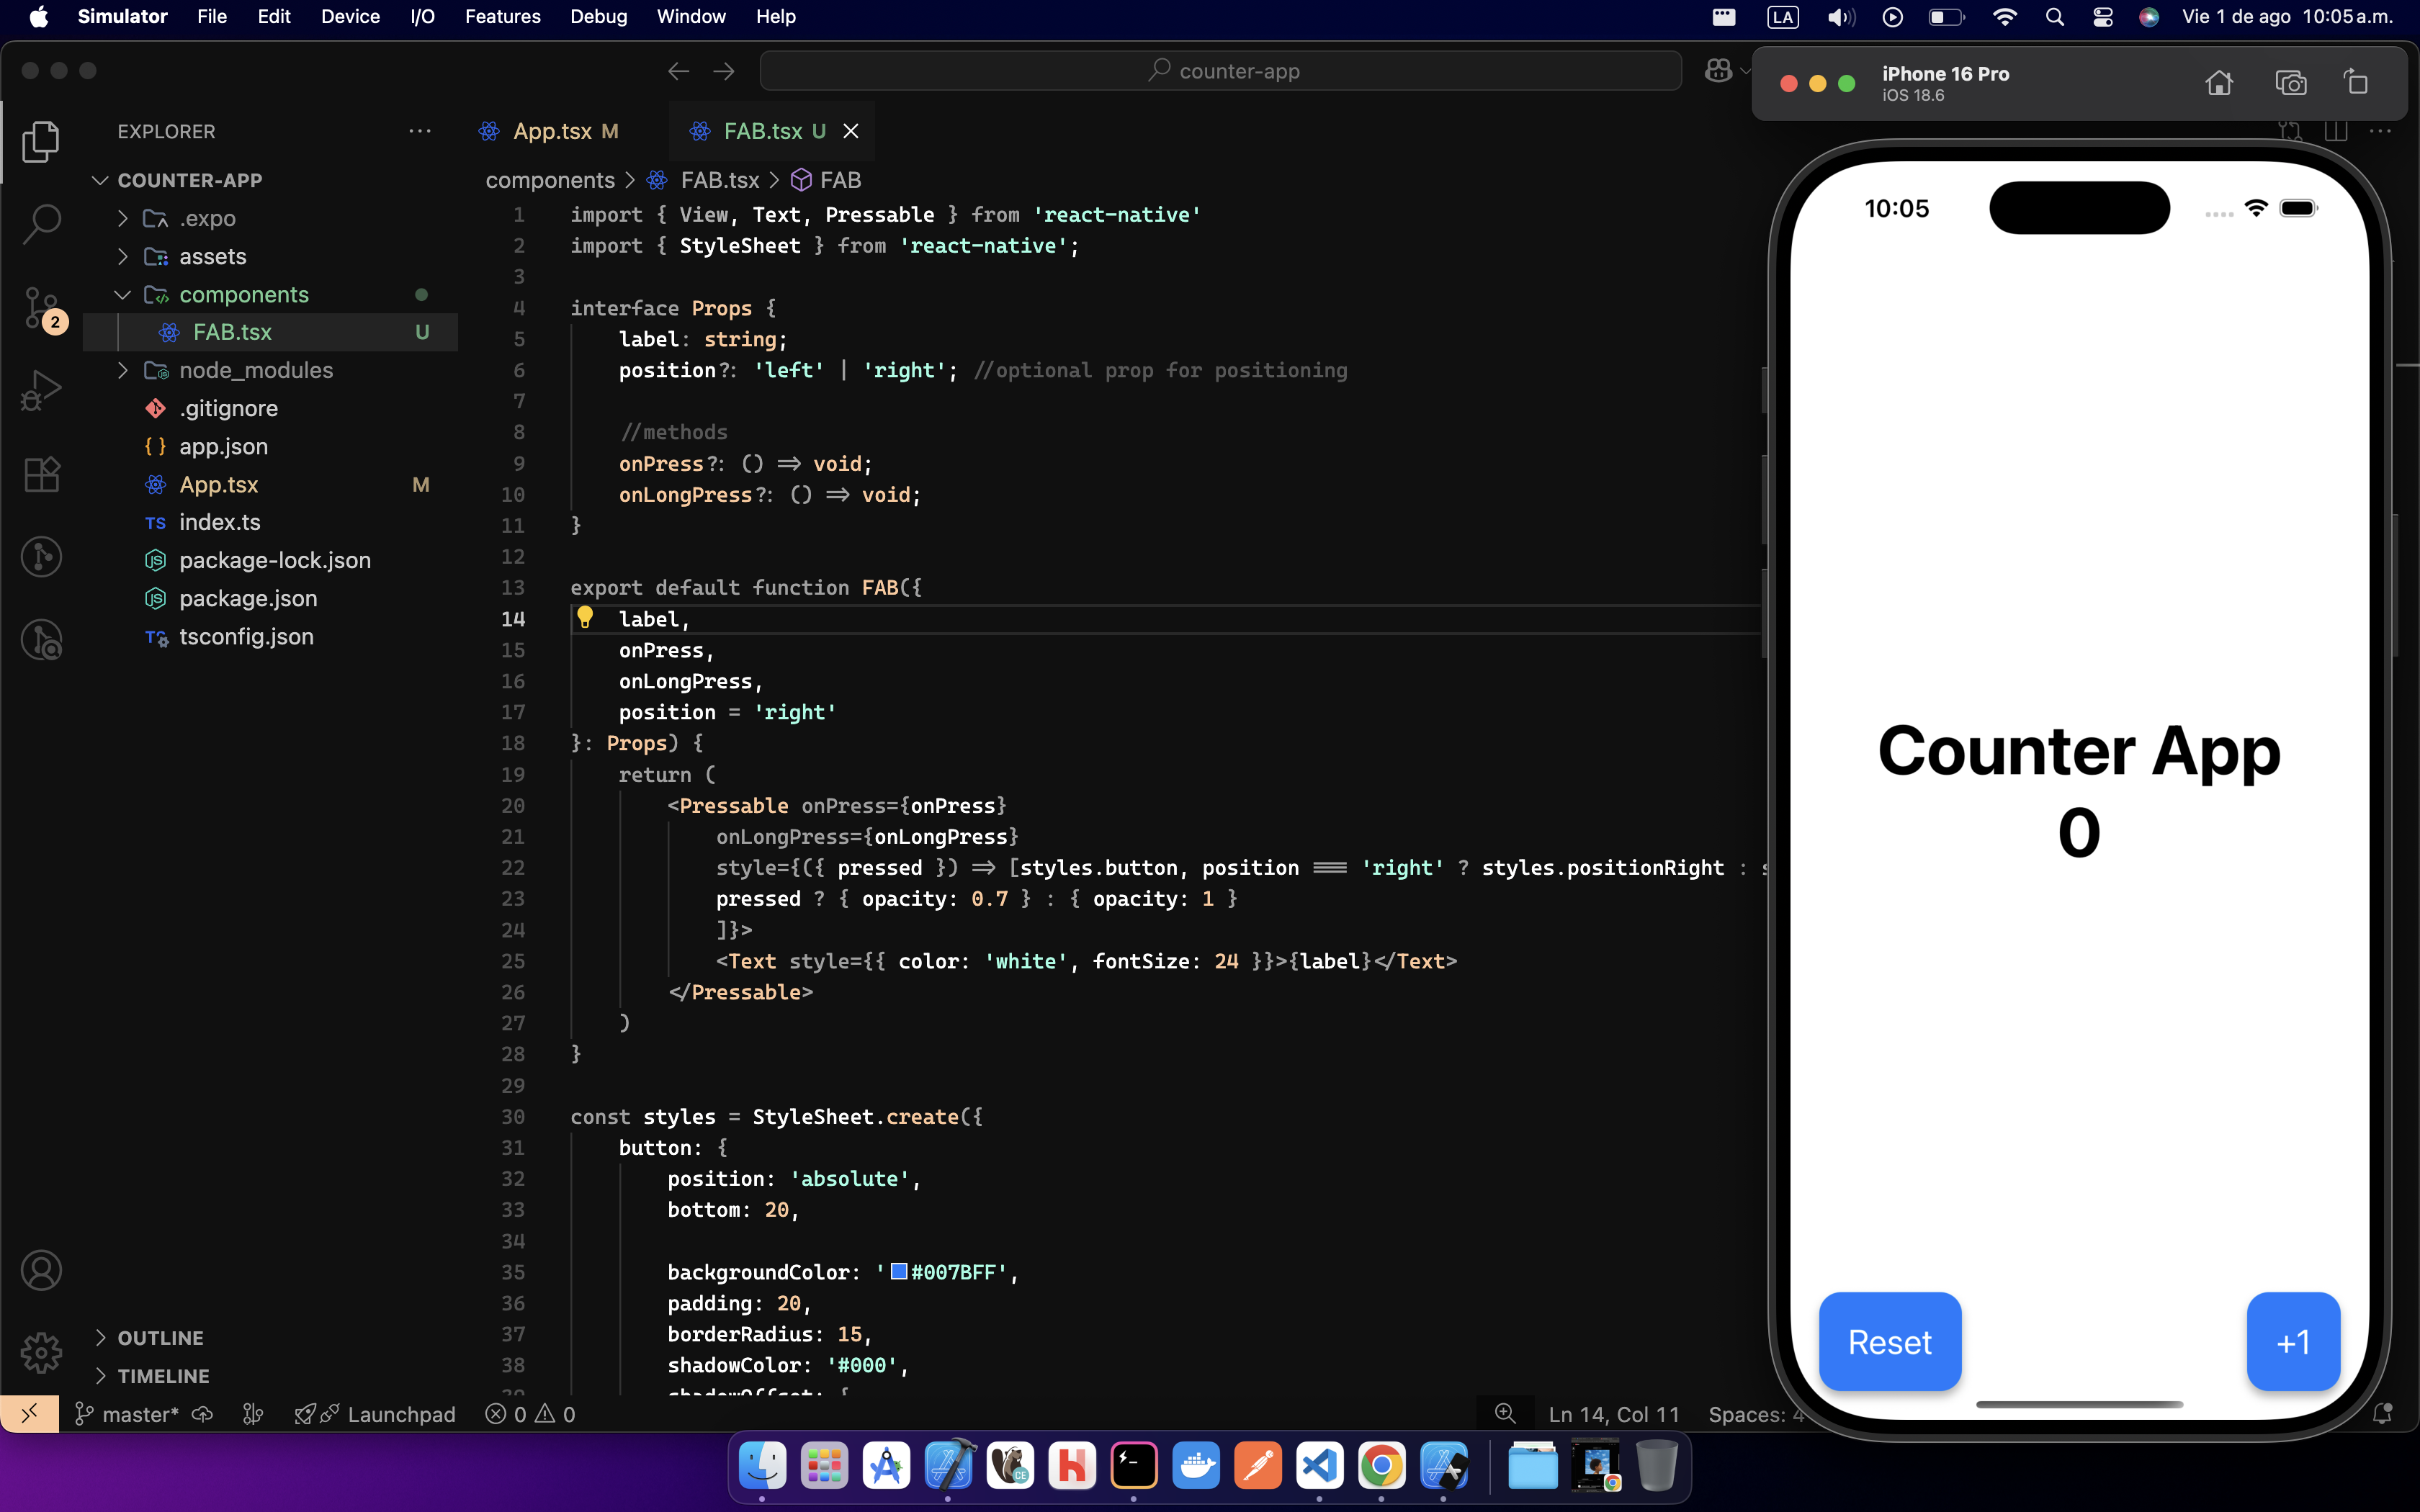 Simulator File Edit Device I/O Features Debug Window Help LA Vie 1 de ago 10:05 a.m.
counter-app
EXPLORER
COUNTER-APP
.expo
assets
components
FAB.tsx U
node_modules
.gitignore
app.json
App.tsx M
index.ts
package-lock.json
package.json
tsconfig.json
2
OUTLINE
TIMELINE
App.tsx M FAB.tsx U
components > FAB.tsx > FAB
1 import { View, Text, Pressable } from 'react-native'
2 import { StyleSheet } from 'react-native';
3
4 interface Props {
5 label: string;
6 position?: 'left' | 'right'; //optional prop for positioning
7
8 //methods
9 onPress?: () => void;
10 onLongPress?: () => void;
11 }
12
13 export default function FAB({
14 label,
15 onPress,
16 onLongPress,
17 position = 'right'
18 }: Props) {
19 return (
20 <Pressable onPress={onPress}
21 onLongPress={onLongPress}
22 style={({ pressed }) => [styles.button, position === 'right' ? styles.positionRight :
23 pressed ? { opacity: 0.7 } : { opacity: 1 }
24 ]}>
25 <Text style={{ color: 'white', fontSize: 24 }}>{label}</Text>
26 </Pressable>
27 )
28 }
29
30 const styles = StyleSheet.create({
31 button: {
32 position: 'absolute',
33 bottom: 20,
34
35 backgroundColor: '#007BFF',
36 padding: 20,
37 borderRadius: 15,
38 shadowColor: '#000',
39 shadowOffset: {
master* Launchpad 0 0 Ln 14, Col 11 Spaces: 4
iPhone 16 Pro
iOS 18.6
10:05
Counter App
0
Reset +1
CE